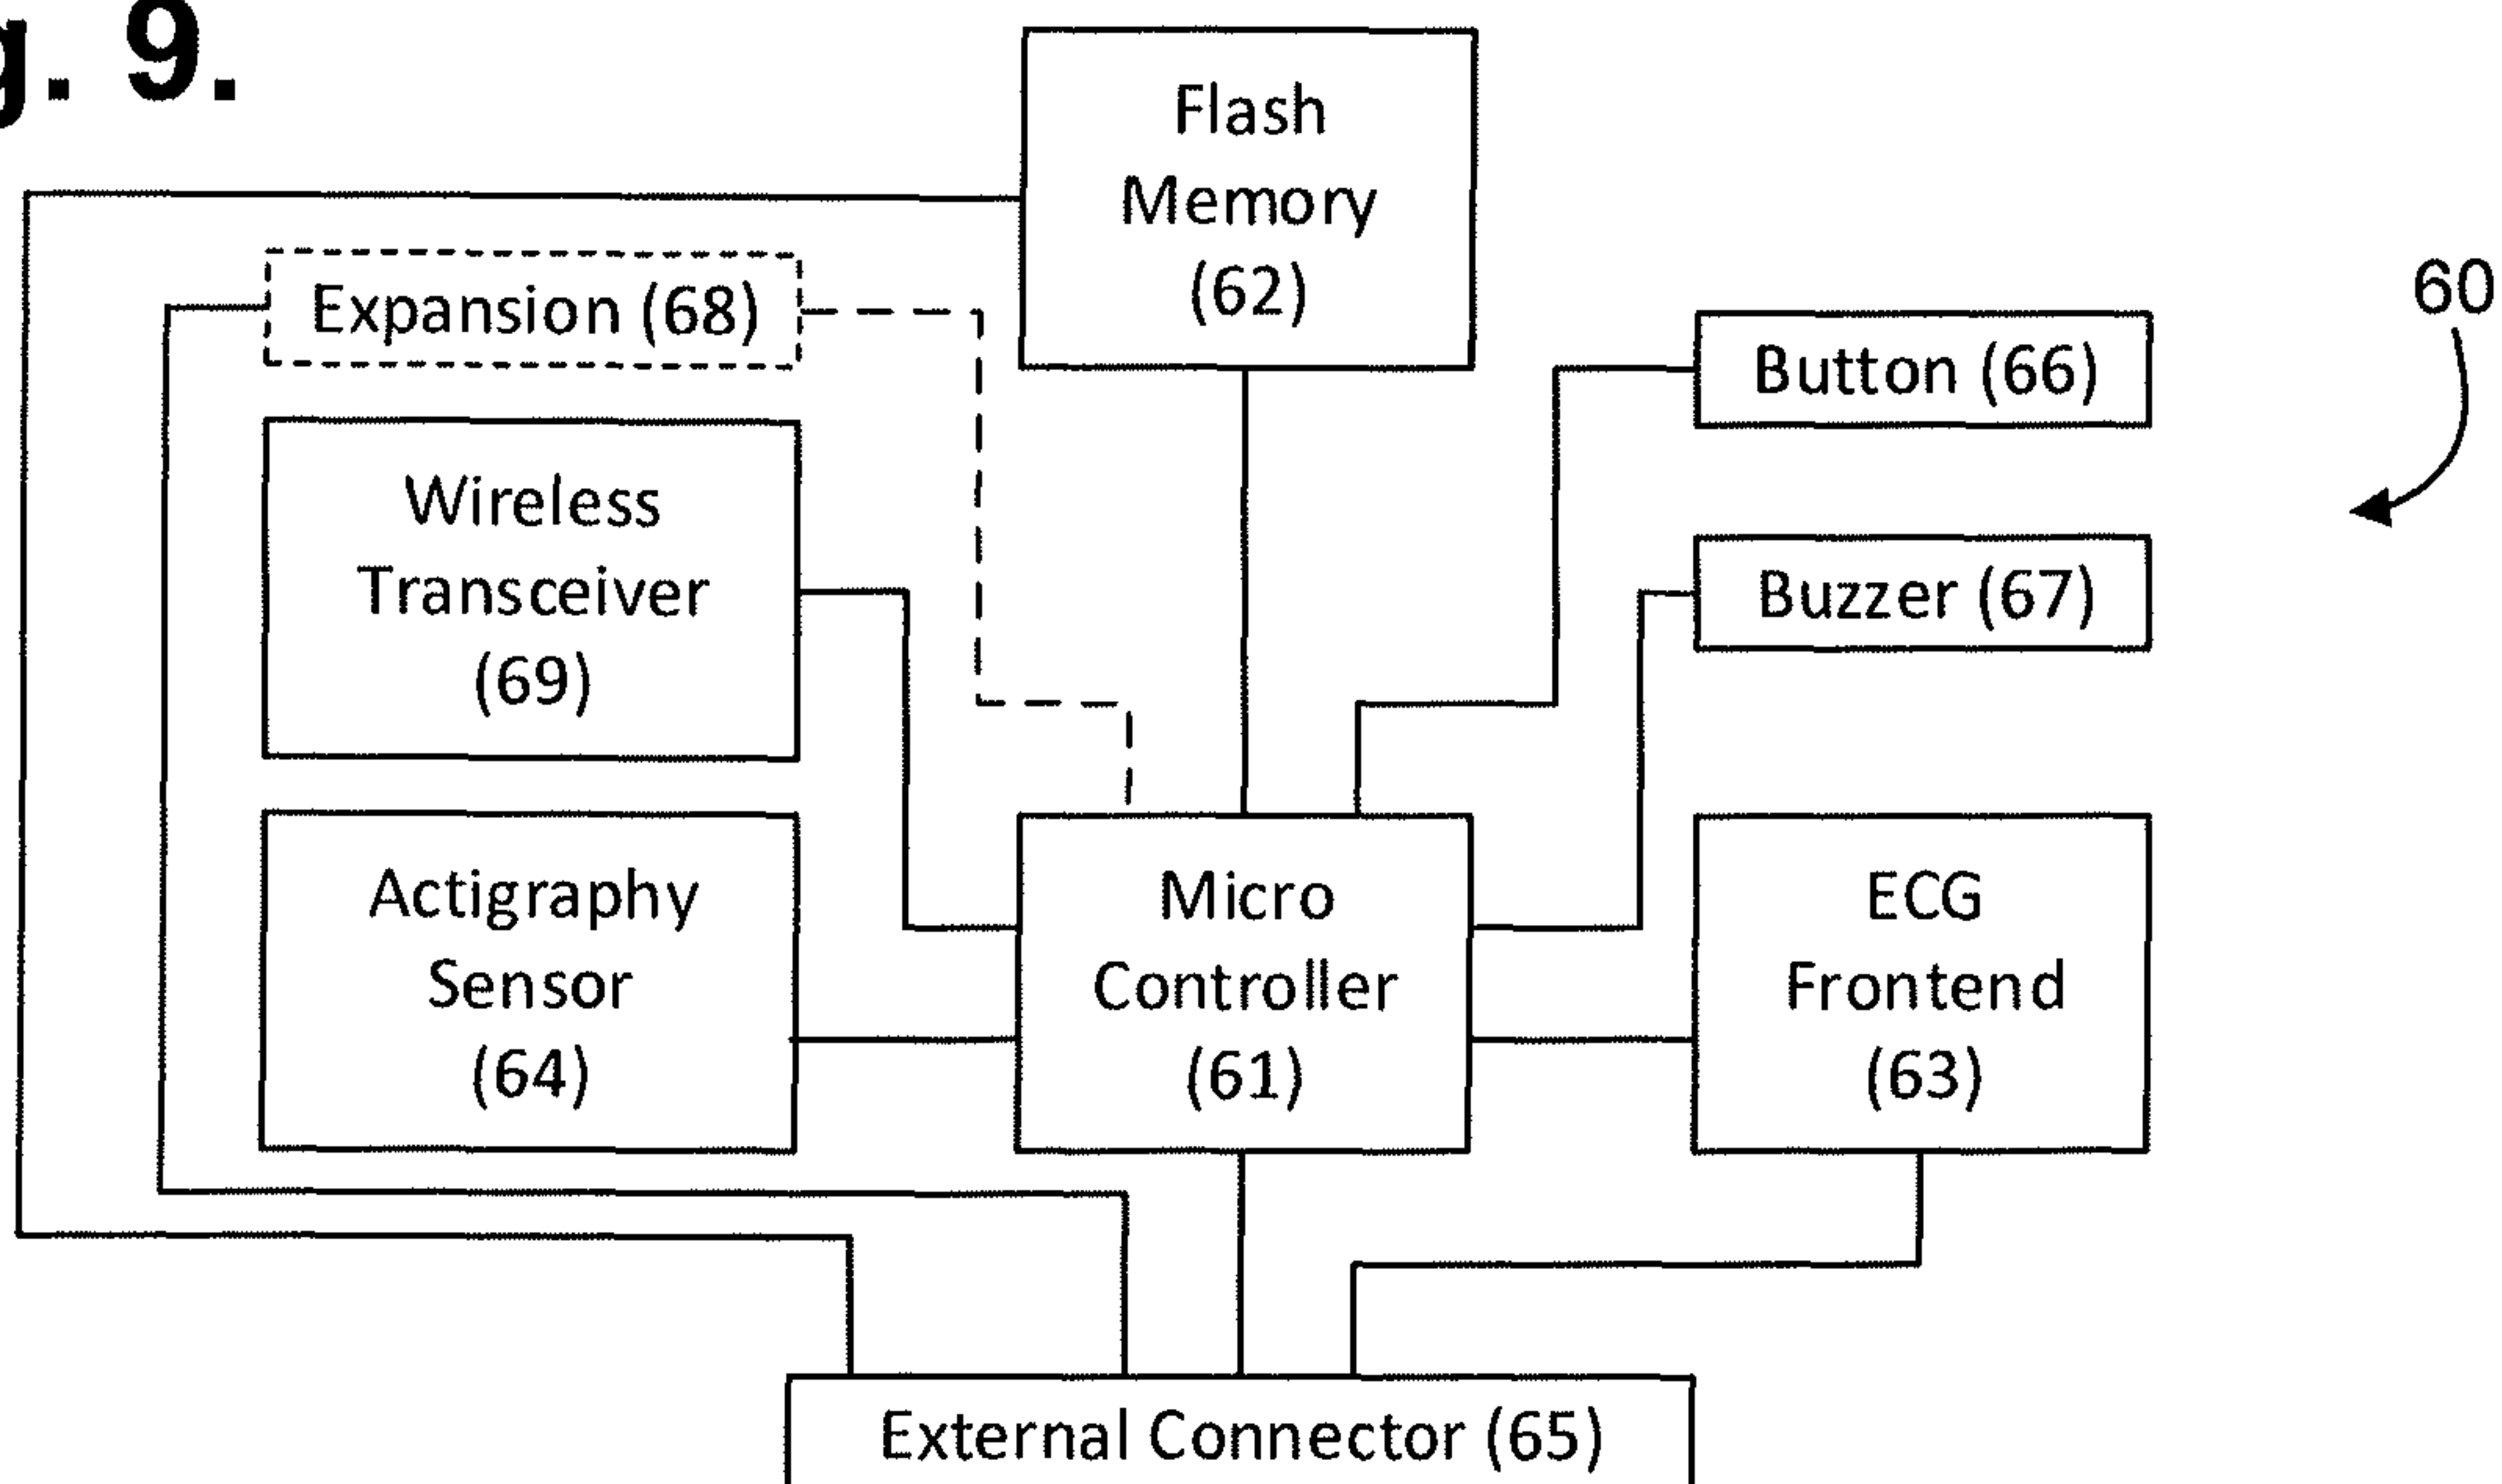 g. 9.
Flash
Memory
(62)
Expansion (68)
60
Button (66)
Wireless
Transceiver
(69)
Buzzer (67)
Actigraphy
Sensor
(64)
Micro
Controller
(61)
ECG
Frontend
(63)
External Connector (65)